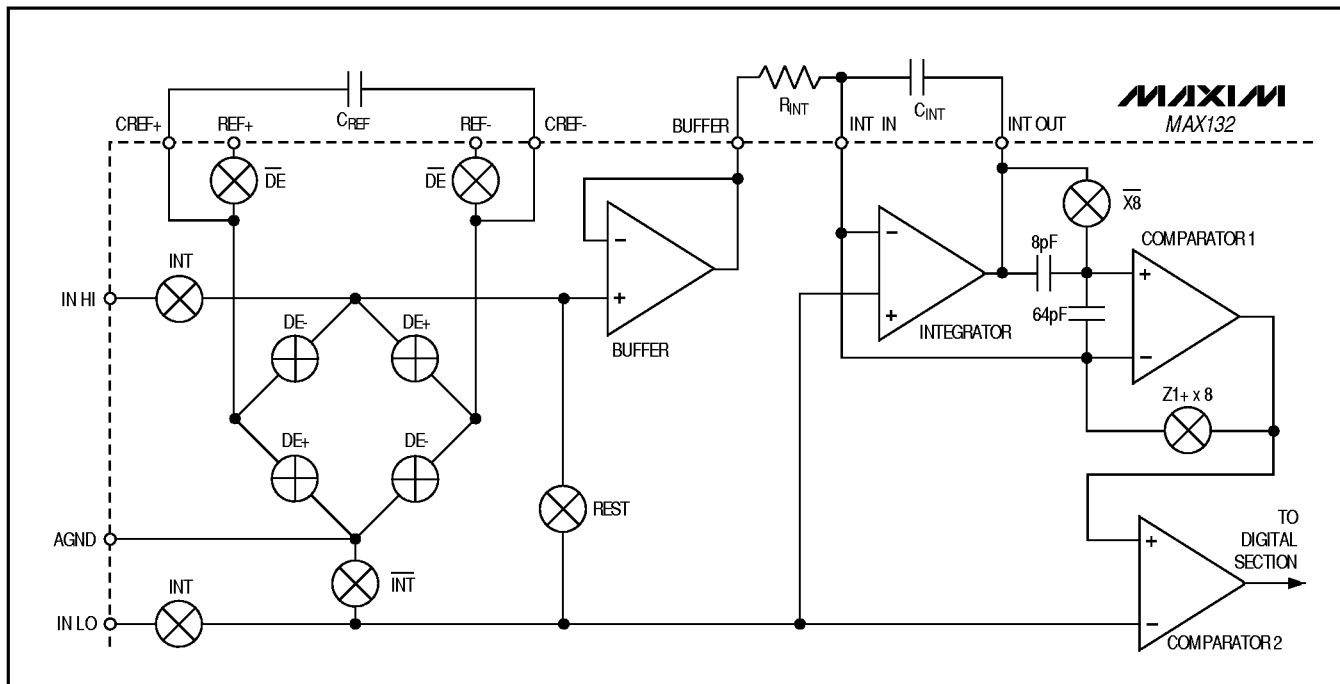 MAXIM
MAX132
CREF+
REF+
CREF
REF-
CREF-
BUFFER
RINT
INT IN
CINT
INT OUT
DE
DE
X8
COMPARATOR 1
INT
8pF
-
+
IN HI
+
-
+
64pF
INTEGRATOR
DE-
DE+
BUFFER
-
Z1+ x 8
DE+
DE-
REST
AGND
INT
INT
+
TO
DIGITAL
SECTION
IN LO
-
COMPARATOR 2